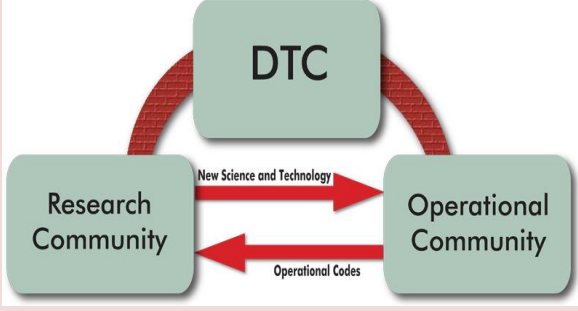 DTC
New Science and Technology
Research
Community
Operational
Community
Operational Codes